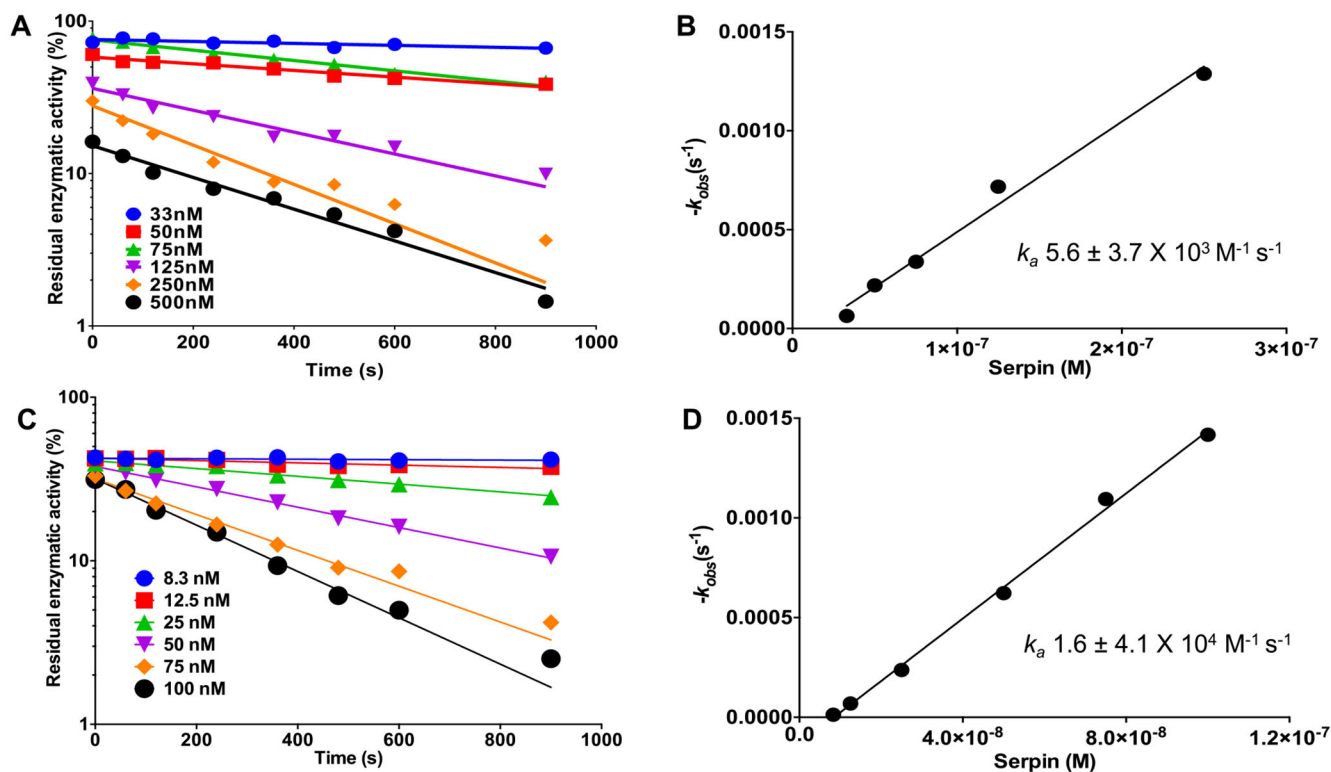 A
Residual enzymatic activity (%)
100
10
1
33nM
50nM
75nM
125nM
250nM
500nM
0 200 400 600 800 1000
Time (s)
B
-kobs(s-1)
0.0015
0.0010
0.0005
0.0000
ka 5.6 ± 3.7 X 10³ M-1 s-1
0 1×10-7 2×10-7 3×10-7
Serpin (M)
C
Residual enzymatic activity (%)
100
10
1
8.3 nM
12.5 nM
25 nM
50 nM
75 nM
100 nM
0 200 400 600 800 1000
Time (s)
D
-kobs(s-1)
0.0015
0.0010
0.0005
0.0000
ka 1.6 ± 4.1 X 10⁴ M-1 s-1
0.0 4.0×10-8 8.0×10-8 1.2×10-7
Serpin (M)